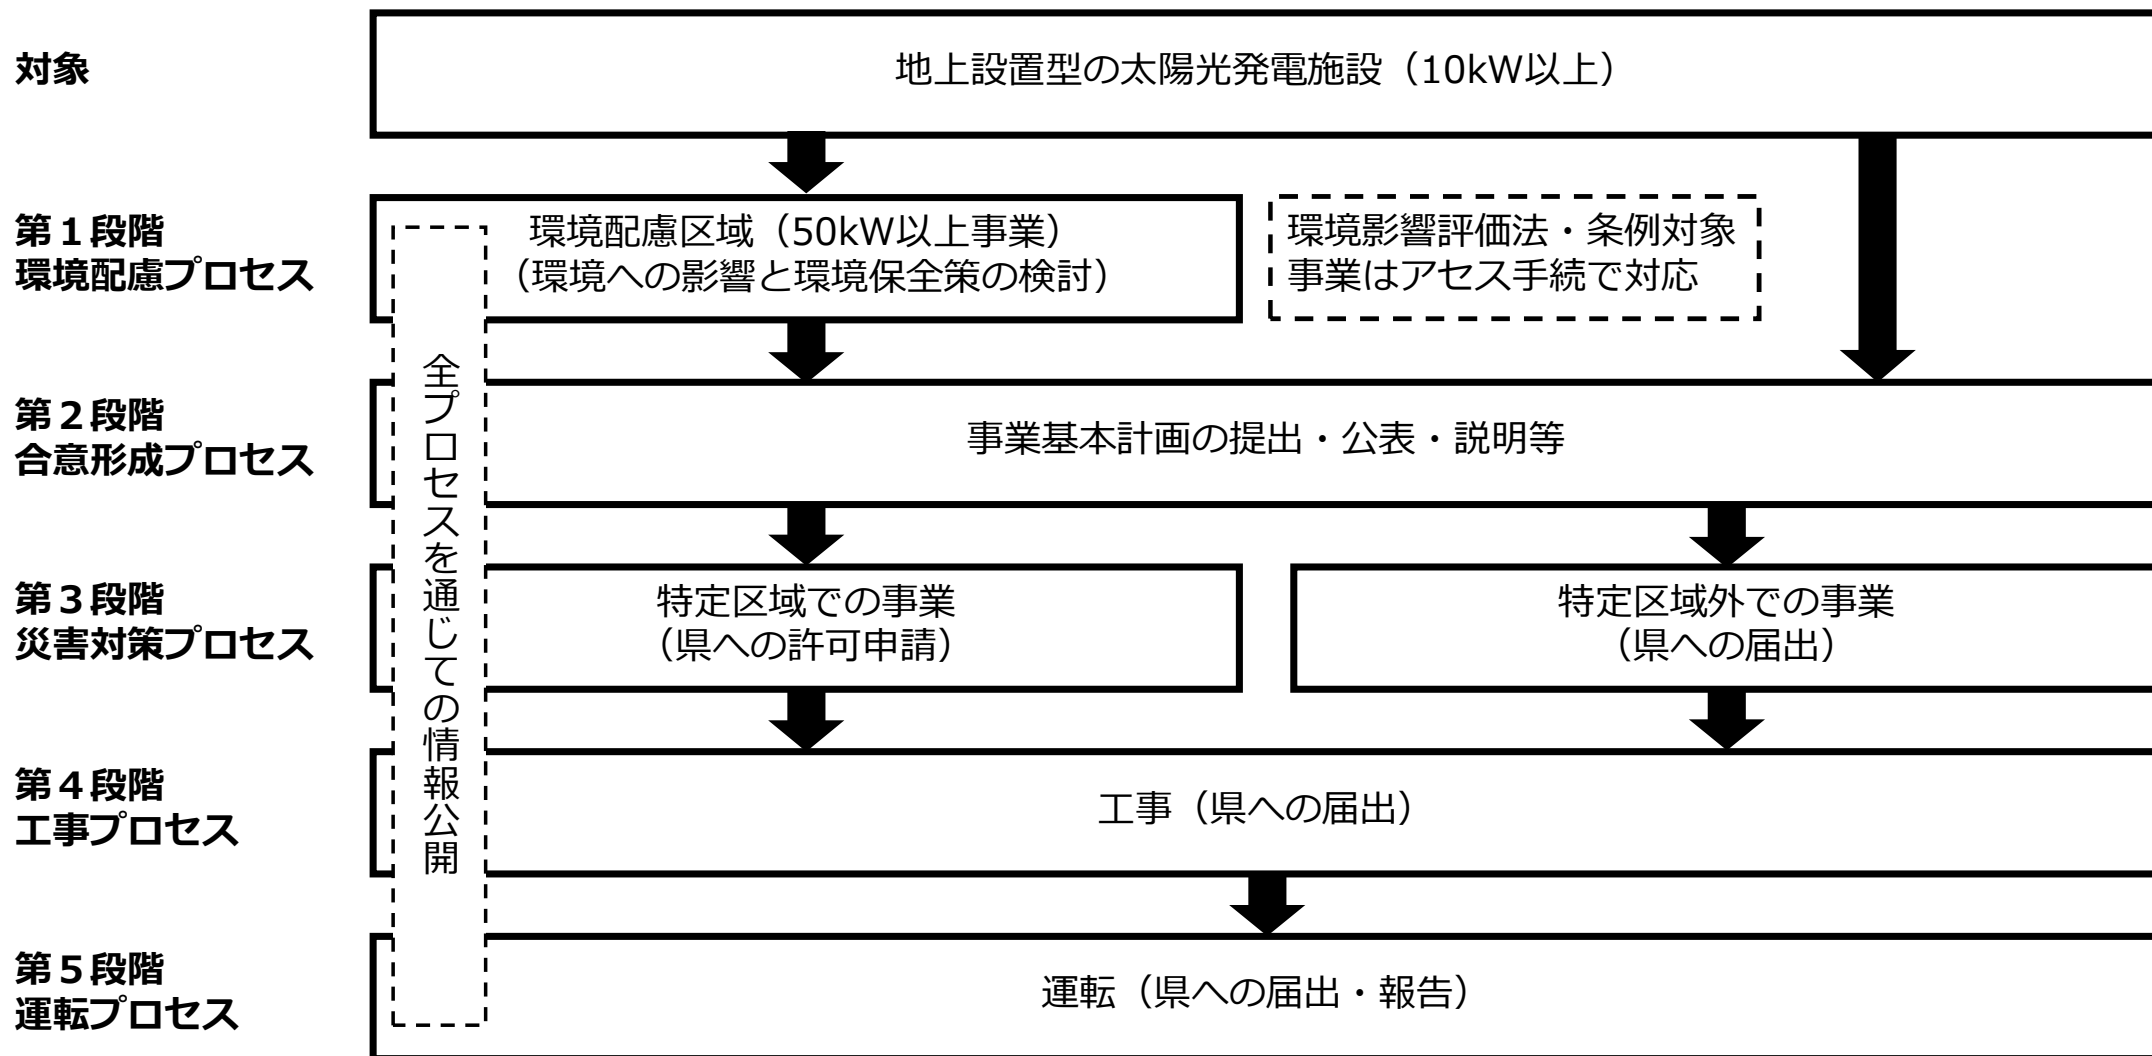 対象
地上設置型の太陽光発電施設（10kW以上）
第１段階
環境配慮プロセス
環境配慮区域（50kW以上事業）
（環境への影響と環境保全策の検討）
環境影響評価法・条例対象
事業はアセス手続で対応
全プロセスを通じての情報公開
第２段階
合意形成プロセス
事業基本計画の提出・公表・説明等
第３段階
災害対策プロセス
特定区域での事業
（県への許可申請）
特定区域外での事業
（県への届出）
第４段階
工事プロセス
工事（県への届出）
第５段階
運転プロセス
運転（県への届出・報告）